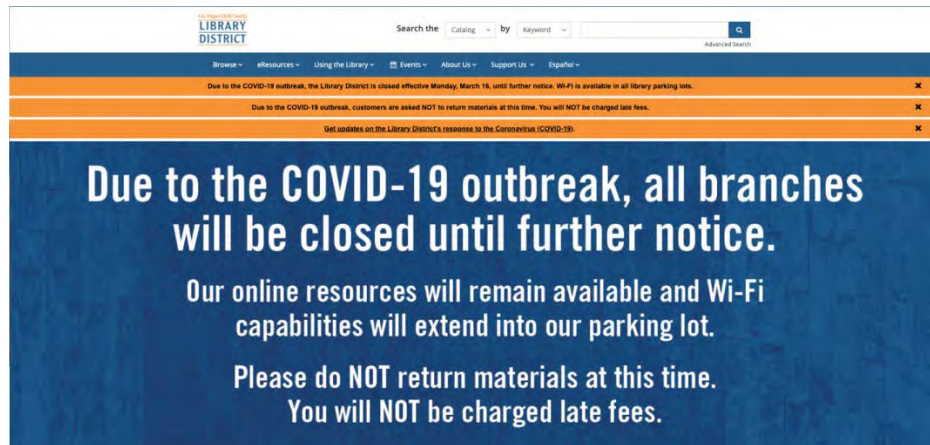 LIBRARY
DISTRICT
Search the Catalog by Keyword
Advanced Search
Browse eResources Using the Library Events About Us Support Us Español
Due to the COVID-19 outbreak, the Library District is closed effective Monday, March 16, until further notice. Wi-Fi is available in all library parking lots.
Due to the COVID-19 outbreak, customers are asked NOT to return materials at this time. You will NOT be charged late fees.
Get updates on the Library District's response to the Coronavirus (COVID-19).
Due to the COVID-19 outbreak, all branches
will be closed until further notice.
Our online resources will remain available and Wi-Fi
capabilities will extend into our parking lot.
Please do NOT return materials at this time.
You will NOT be charged late fees.